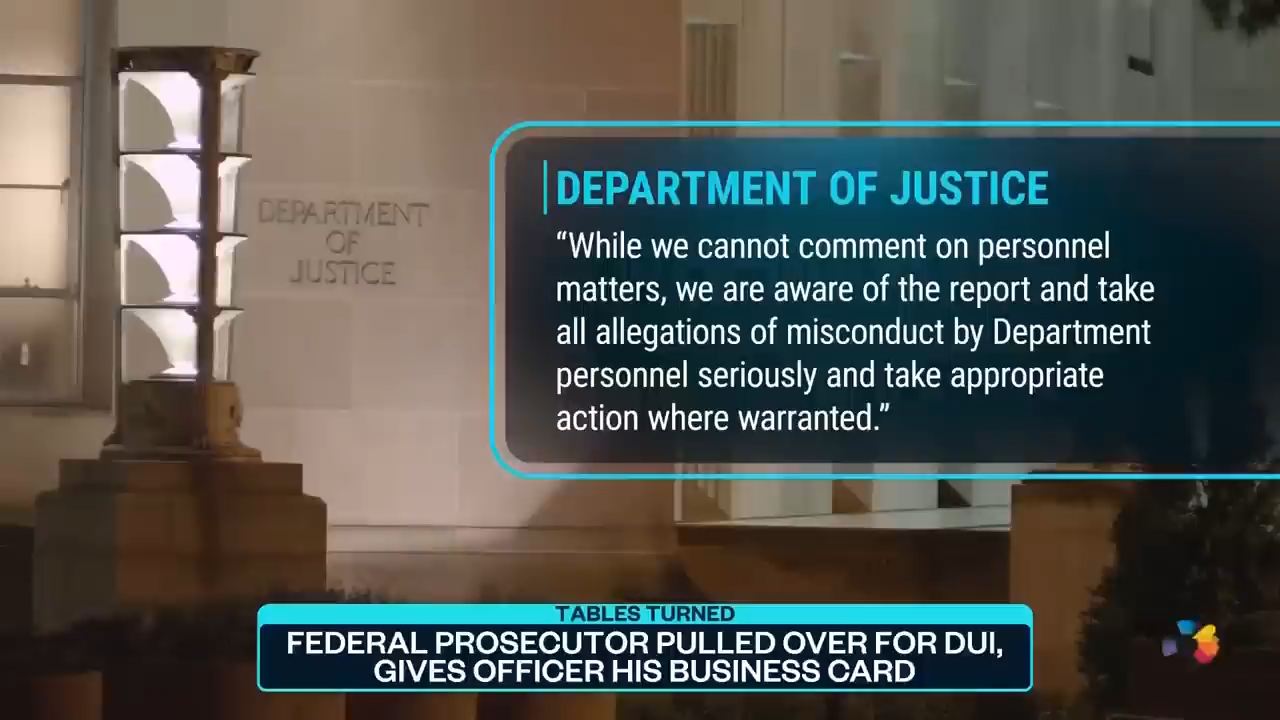 DEPARTMENT
OF
JUSTICE
DEPARTMENT OF JUSTICE
“While we cannot comment on personnel
matters, we are aware of the report and take
all allegations of misconduct by Department
personnel seriously and take appropriate
action where warranted.”
TABLES TURNED
FEDERAL PROSECUTOR PULLED OVER FOR DUI,
GIVES OFFICER HIS BUSINESS CARD